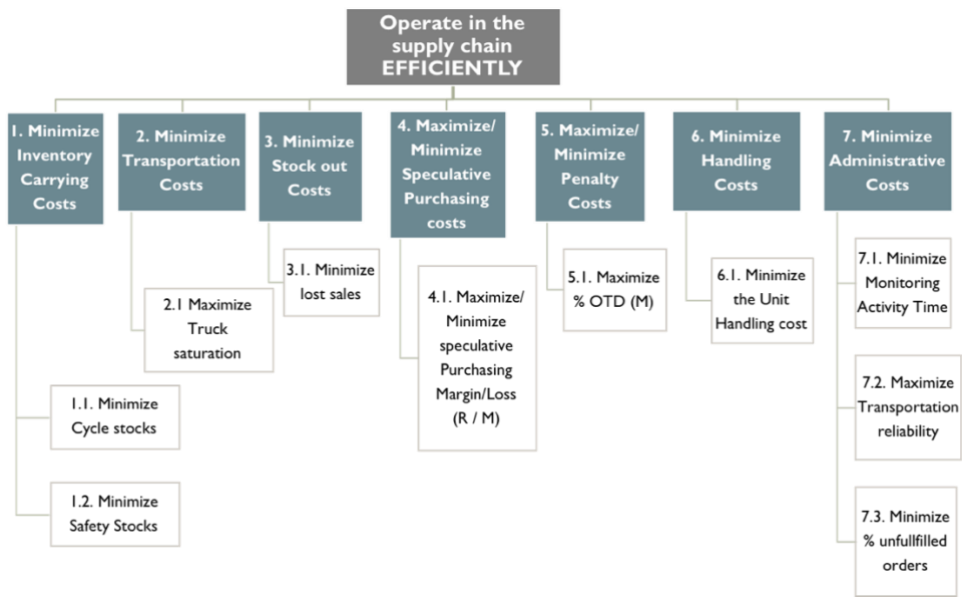 Operate in the
supply chain
EFFICIENTLY
1. Minimize
Inventory
Carrying
Costs
2. Minimize
Transportation
Costs
3. Minimize
Stock out
Costs
4. Maximize/
Minimize
Speculative
Purchasing
costs
5. Maximize/
Minimize
Penalty
Costs
6. Minimize
Handling
Costs
7. Minimize
Administrative
Costs
1.1. Minimize
Cycle stocks
1.2. Minimize
Safety Stocks
2.1 Maximize
Truck
saturation
3.1. Minimize
lost sales
4.1. Maximize/
Minimize
speculative
Purchasing
Margin/Loss
(R / M)
5.1. Maximize
% OTD (M)
6.1. Minimize
the Unit
Handling cost
7.1. Minimize
Monitoring
Activity Time
7.2. Maximize
Transportation
reliability
7.3. Minimize
% unfullfilled
orders